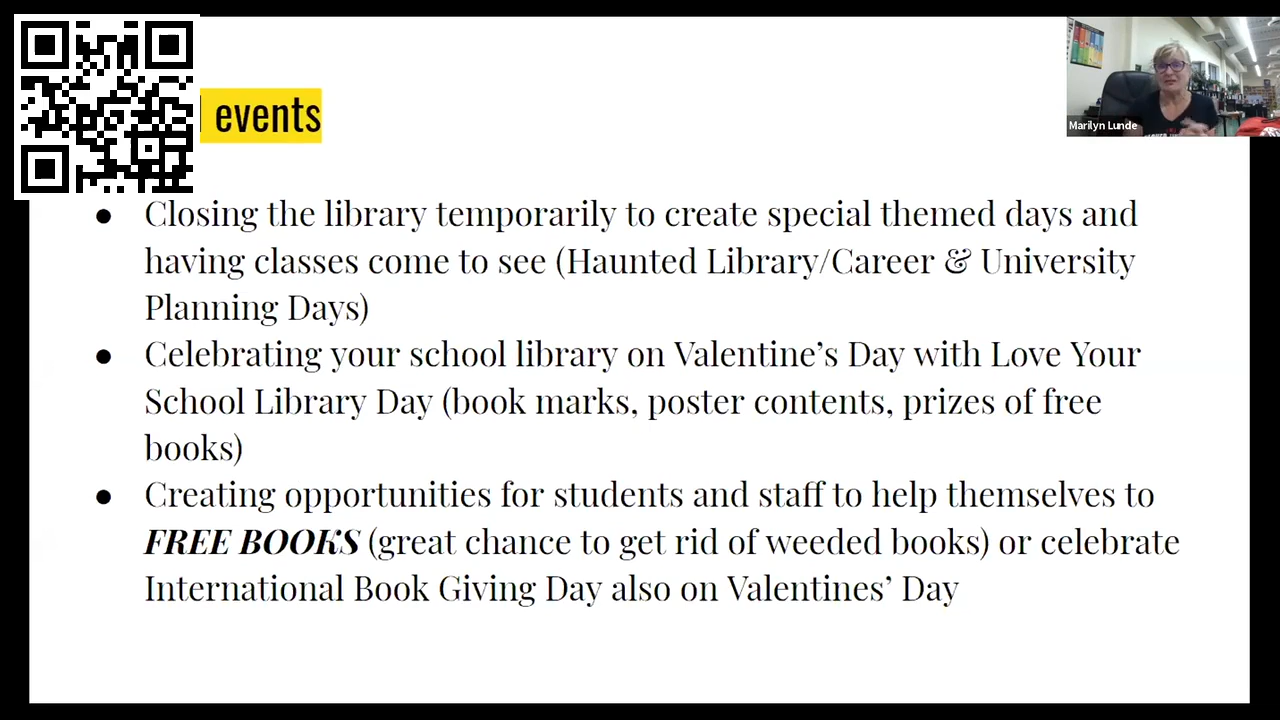 events
Marilyn Lunde
● Closing the library temporarily to create special themed days and
having classes come to see (Haunted Library/Career & University
Planning Days)
● Celebrating your school library on Valentine’s Day with Love Your
School Library Day (book marks, poster contents, prizes of free
books)
● Creating opportunities for students and staff to help themselves to
FREE BOOKS (great chance to get rid of weeded books) or celebrate
International Book Giving Day also on Valentines’ Day